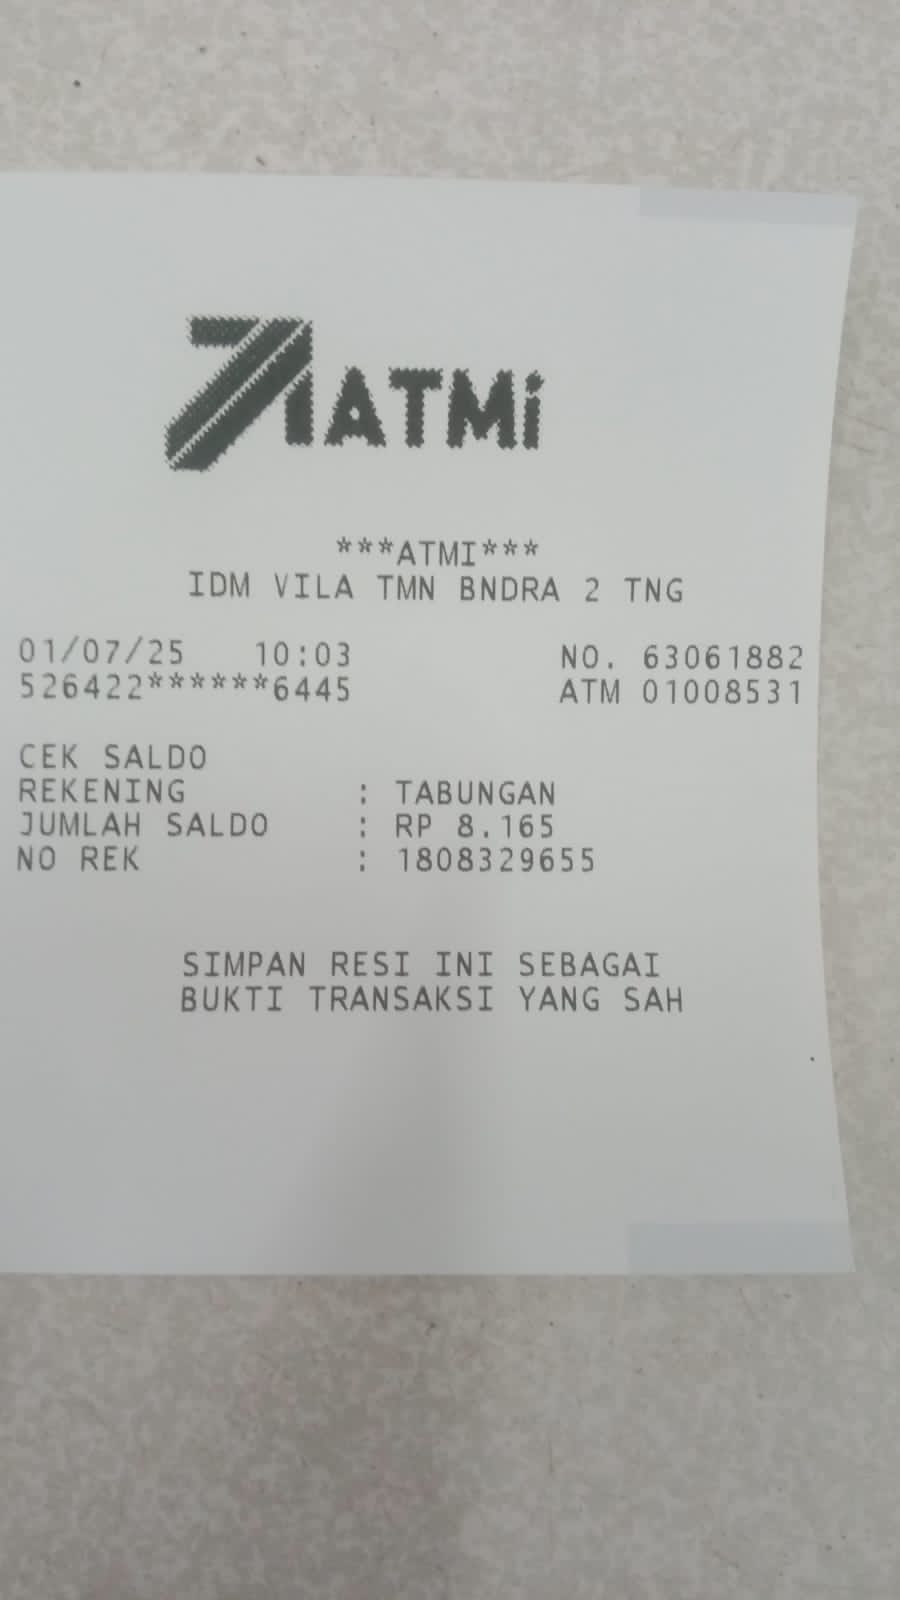 ATMi
***ATMI***
IDM VILA TMN BNDRA 2 TNG
01/07/25 10:03 NO. 63061882
526422******6445 ATM 01008531
CEK SALDO
REKENING : TABUNGAN
JUMLAH SALDO : RP 8.165
NO REK : 1808329655
SIMPAN RESI INI SEBAGAI
BUKTI TRANSAKSI YANG SAH